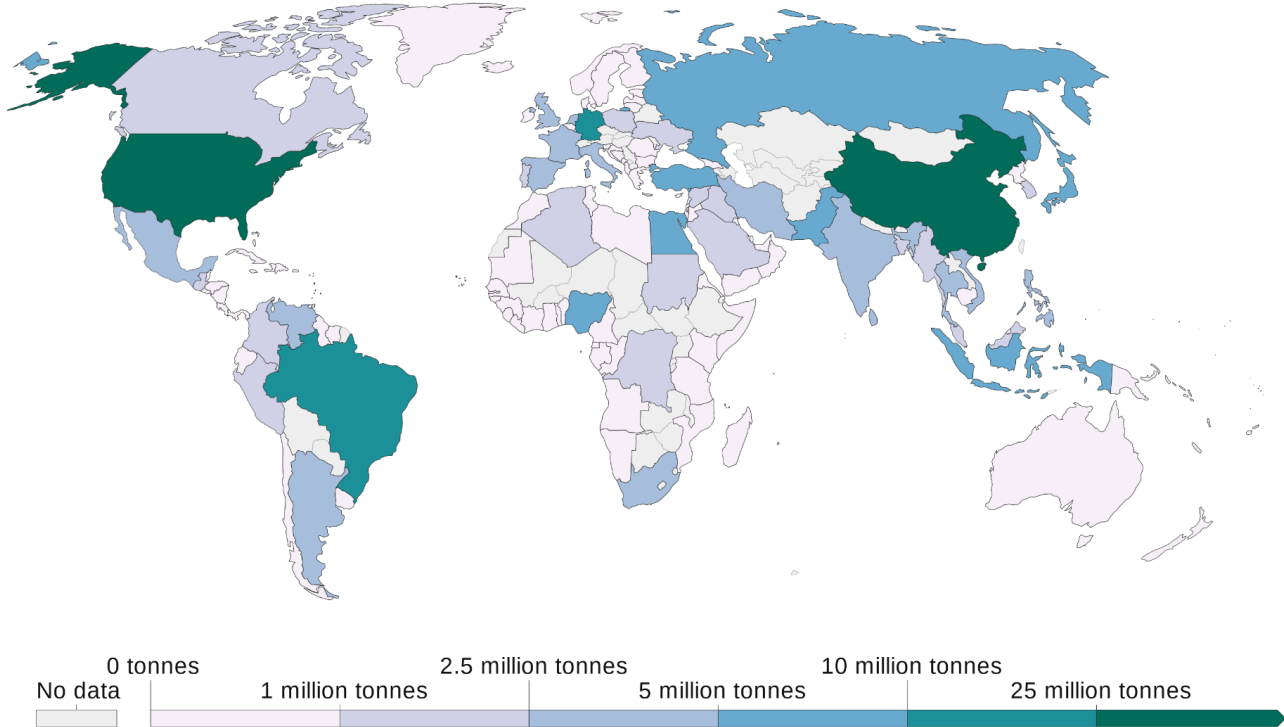 0 tonnes
2.5 million tonnes
10 million tonnes
No data
1 million tonnes
5 million tonnes
25 million tonnes